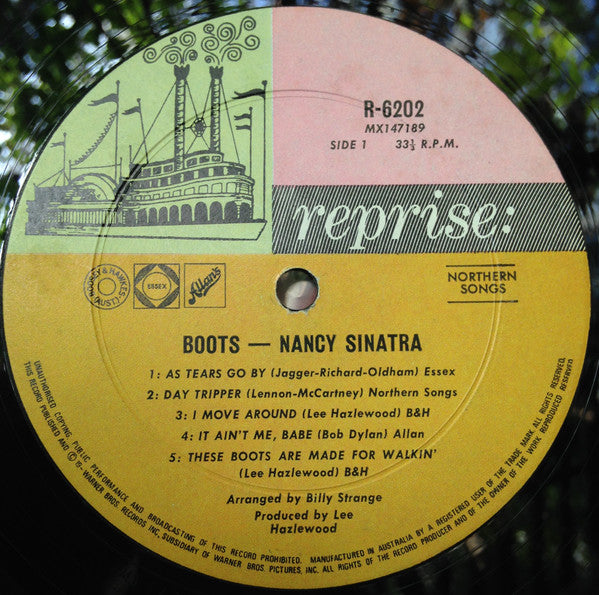 R-6202
MX147189
SIDE 1 33⅓ R.P.M.
reprise:
BOOSEY & HAWKES (AUST.)
ESSEX
Allan's
NORTHERN
SONGS
BOOTS — NANCY SINATRA
1: AS TEARS GO BY (Jagger-Richard-Oldham) Essex
2: DAY TRIPPER (Lennon-McCartney) Northern Songs
3: I MOVE AROUND (Lee Hazlewood) B&H
4: IT AIN'T ME, BABE (Bob Dylan) Allan
5: THESE BOOTS ARE MADE FOR WALKIN'
(Lee Hazlewood) B&H
Arranged by Billy Strange
Produced by Lee
Hazlewood
UNAUTHORISED COPYING, PUBLIC PERFORMANCE AND BROADCASTING OF THIS RECORD PROHIBITED. MANUFACTURED IN AUSTRALIA BY A REGISTERED USER OF THE TRADE MARK. ALL RIGHTS RESERVED.
THIS RECORD PUBLISHED AND © IS WARNER BROS RECORDS INC, SUBSIDIARY OF WARNER BROS. PICTURES, INC. ALL RIGHTS OF THE RECORD PRODUCER AND OF THE OWNER OF THE WORK REPRODUCED RESERVED